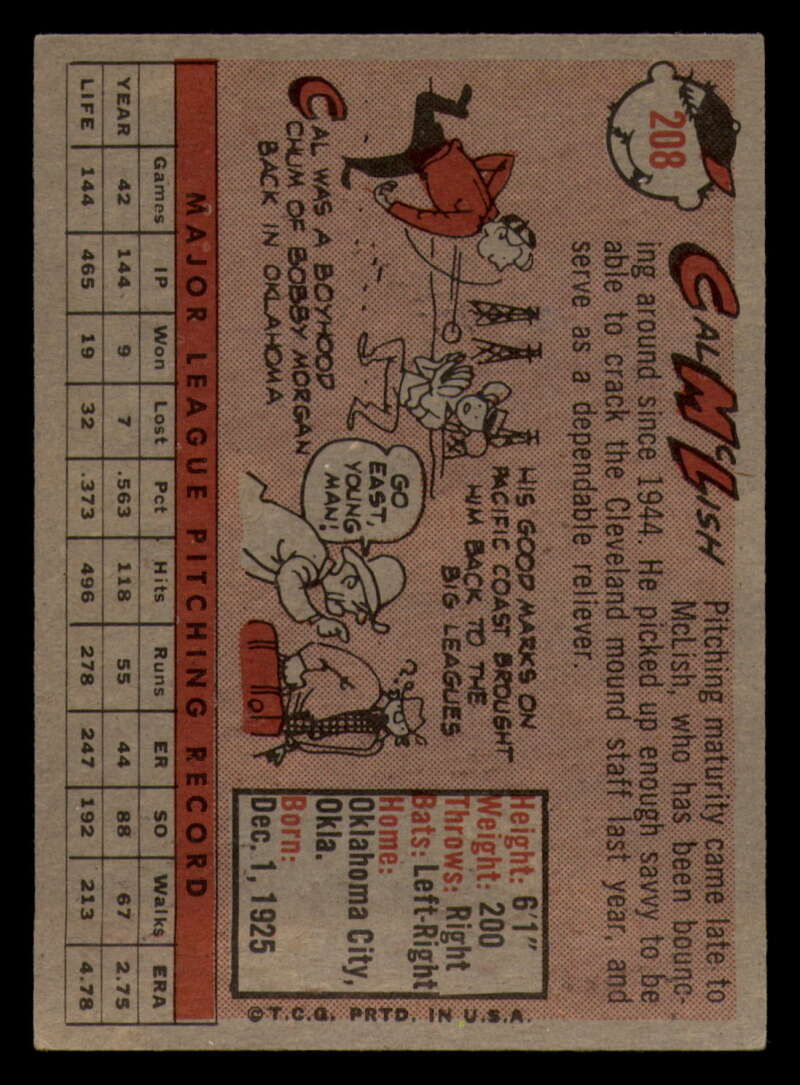 208
CAL McLISH
Pitching maturity came late to
McLish, who has been bounc-
ing around since 1944. He picked up enough savvy to be
able to crack the Cleveland mound staff last year, and
serve as a dependable reliever.
CAL WAS A BOYHOOD
CHUM OF BOBBY MORGAN
BACK IN OKLAHOMA
HIS GOOD MARKS ON
PACIFIC COAST BROUGHT
HIM BACK TO THE
BIG LEAGUES
GO
EAST,
YOUNG
MAN!
?
Height: 6'1"
Weight: 200
Throws: Right
Bats: Left-Right
Home:
Oklahoma City,
Okla.
Born:
Dec. 1, 1925
©T.C.G. PRTD. IN U.S.A.
MAJOR LEAGUE PITCHING RECORD
Games IP Won Lost Pct Hits Runs ER SO Walks ERA
YEAR 42 144 9 7 .563 118 55 44 88 67 2.75
LIFE 144 465 19 32 .373 496 278 247 192 213 4.78